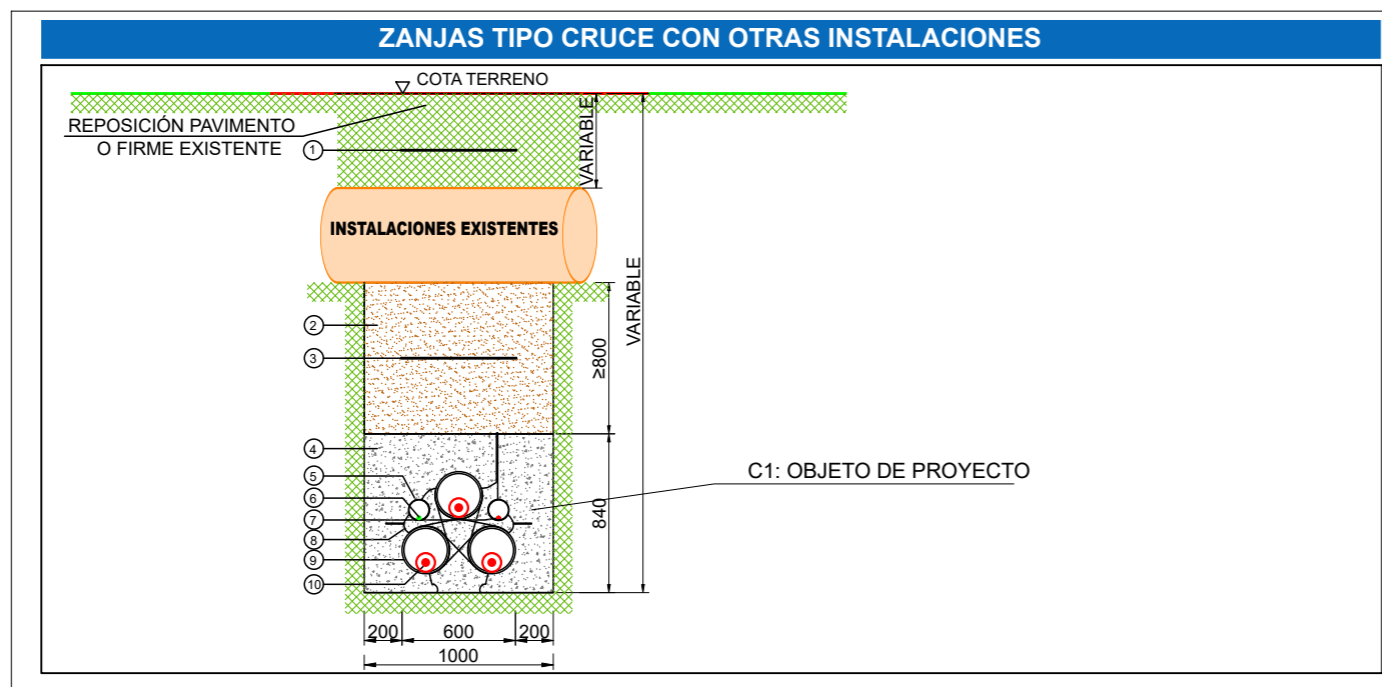 ZANJAS TIPO CRUCE CON OTRAS INSTALACIONES
COTA TERRENO
REPOSICIÓN PAVIMENTO
O FIRME EXISTENTE
1
VARIABLE
INSTALACIONES EXISTENTES
VARIABLE
2
3
≥800
4
5
6
7
8
9
10
C1: OBJETO DE PROYECTO
840
200 600 200
1000